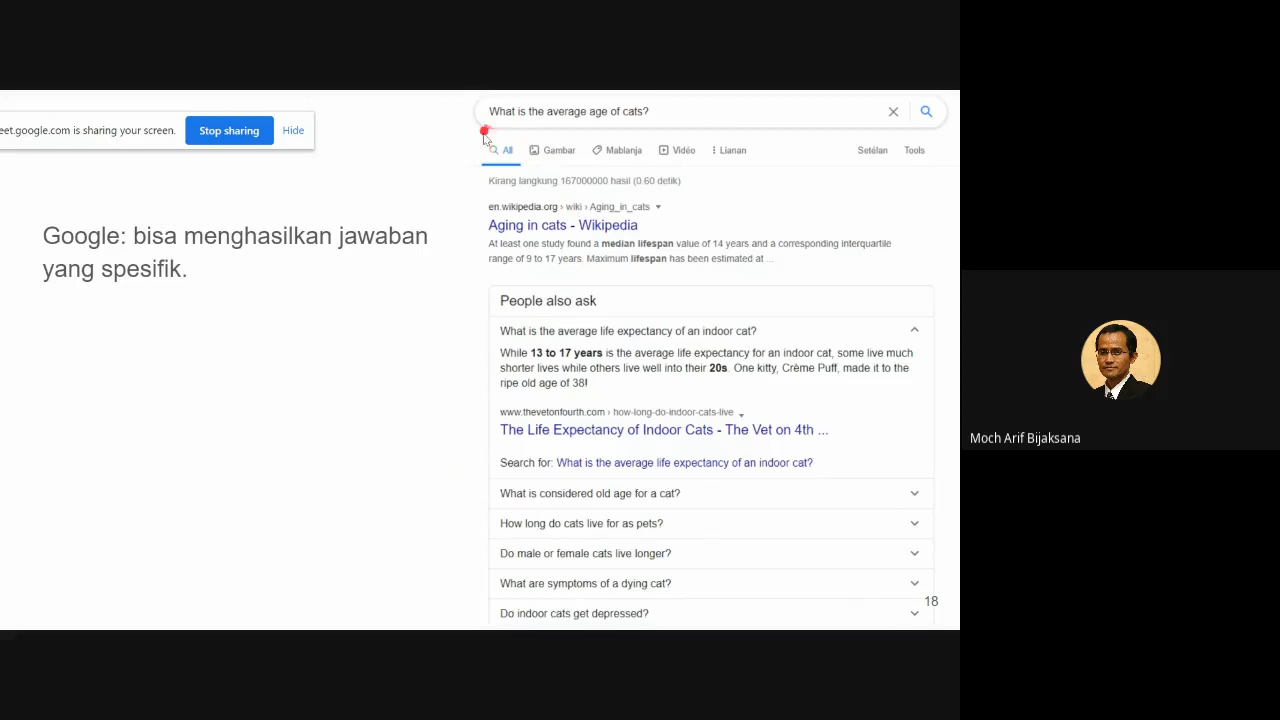 eet.google.com is sharing your screen. Stop sharing Hide
Google: bisa menghasilkan jawaban
yang spesifik.
What is the average age of cats?
All Gambar Mablanja Vidéo Lianan Setélan Tools
Kirang langkung 167000000 hasil (0.60 detik)
en.wikipedia.org › wiki › Aging_in_cats
Aging in cats - Wikipedia
At least one study found a median lifespan value of 14 years and a corresponding interquartile
range of 9 to 17 years. Maximum lifespan has been estimated at ...
People also ask
What is the average life expectancy of an indoor cat?
While 13 to 17 years is the average life expectancy for an indoor cat, some live much
shorter lives while others live well into their 20s. One kitty, Crème Puff, made it to the
ripe old age of 38!
www.thevetonfourth.com › how-long-do-indoor-cats-live
The Life Expectancy of Indoor Cats - The Vet on 4th ...
Search for: What is the average life expectancy of an indoor cat?
What is considered old age for a cat?
How long do cats live for as pets?
Do male or female cats live longer?
What are symptoms of a dying cat?
Do indoor cats get depressed?
18
Moch Arif Bijaksana